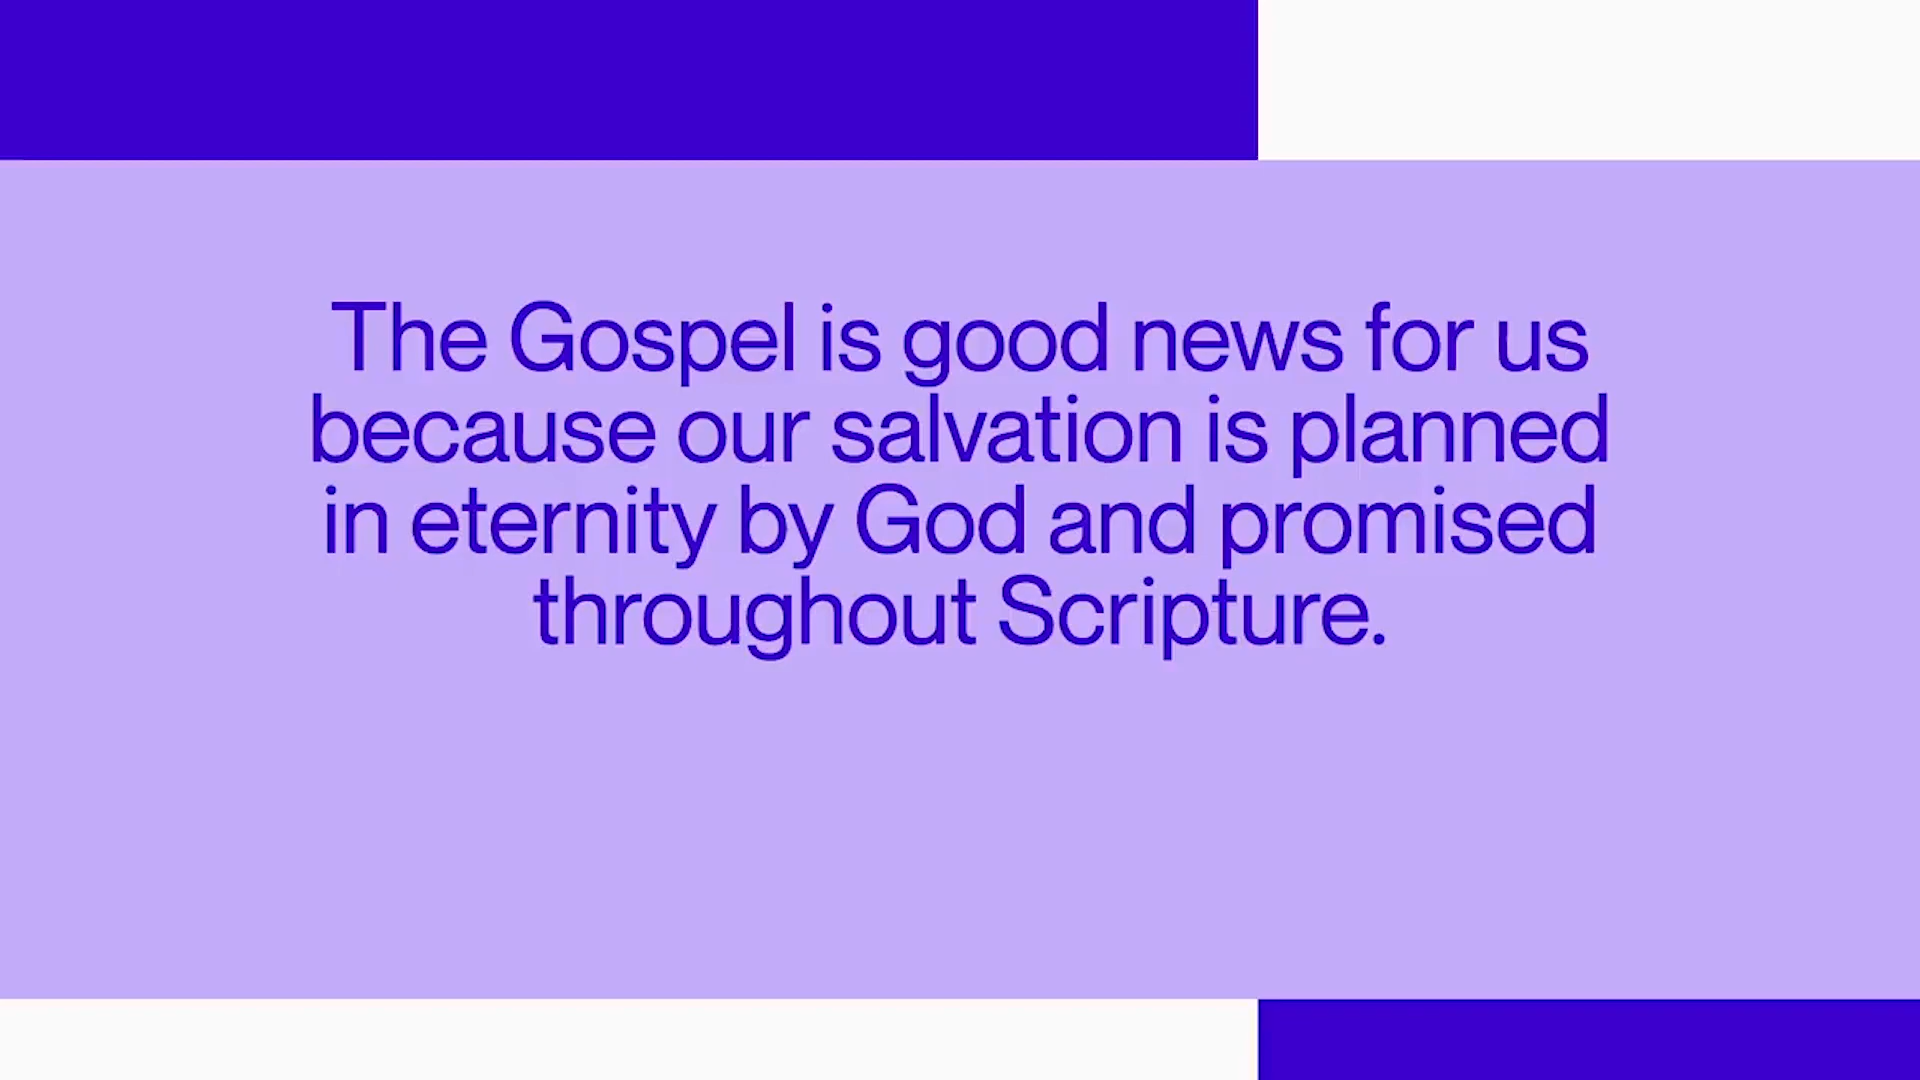 The Gospel is good news for us
because our salvation is planned
in eternity by God and promised
throughout Scripture.